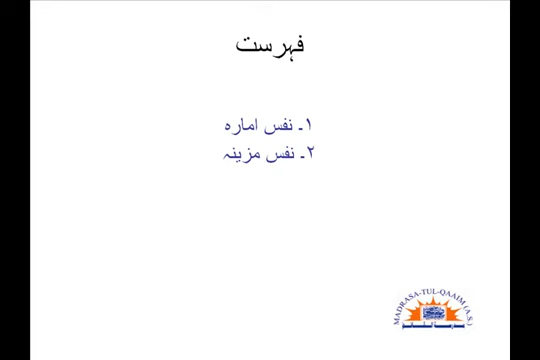 فہرست
۱۔ نفس امارہ
۲۔ نفس مزینہ
MADRASA-TUL-QAAIM (A.S.)